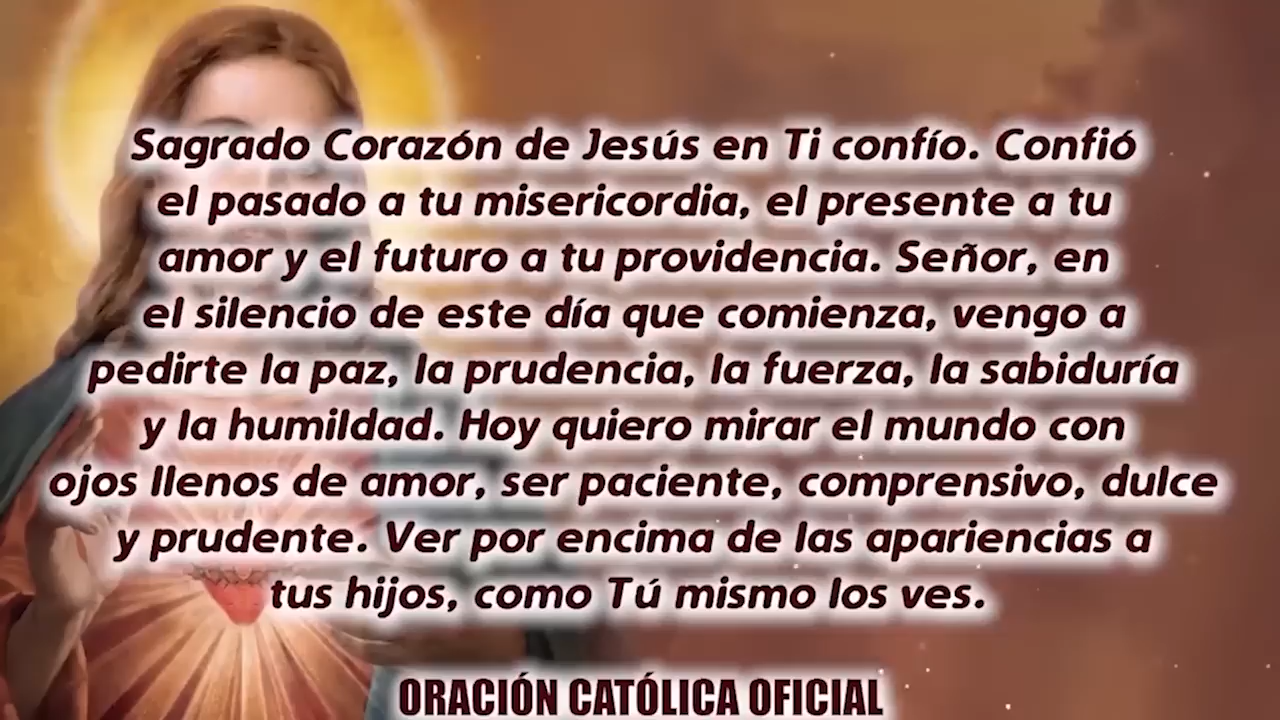 Sagrado Corazón de Jesús en Ti confío. Confió
el pasado a tu misericordia, el presente a tu
amor y el futuro a tu providencia. Señor, en
el silencio de este día que comienza, vengo a
pedirte la paz, la prudencia, la fuerza, la sabiduría
y la humildad. Hoy quiero mirar el mundo con
ojos llenos de amor, ser paciente, comprensivo, dulce
y prudente. Ver por encima de las apariencias a
tus hijos, como Tú mismo los ves.
ORACIÓN CATÓLICA OFICIAL